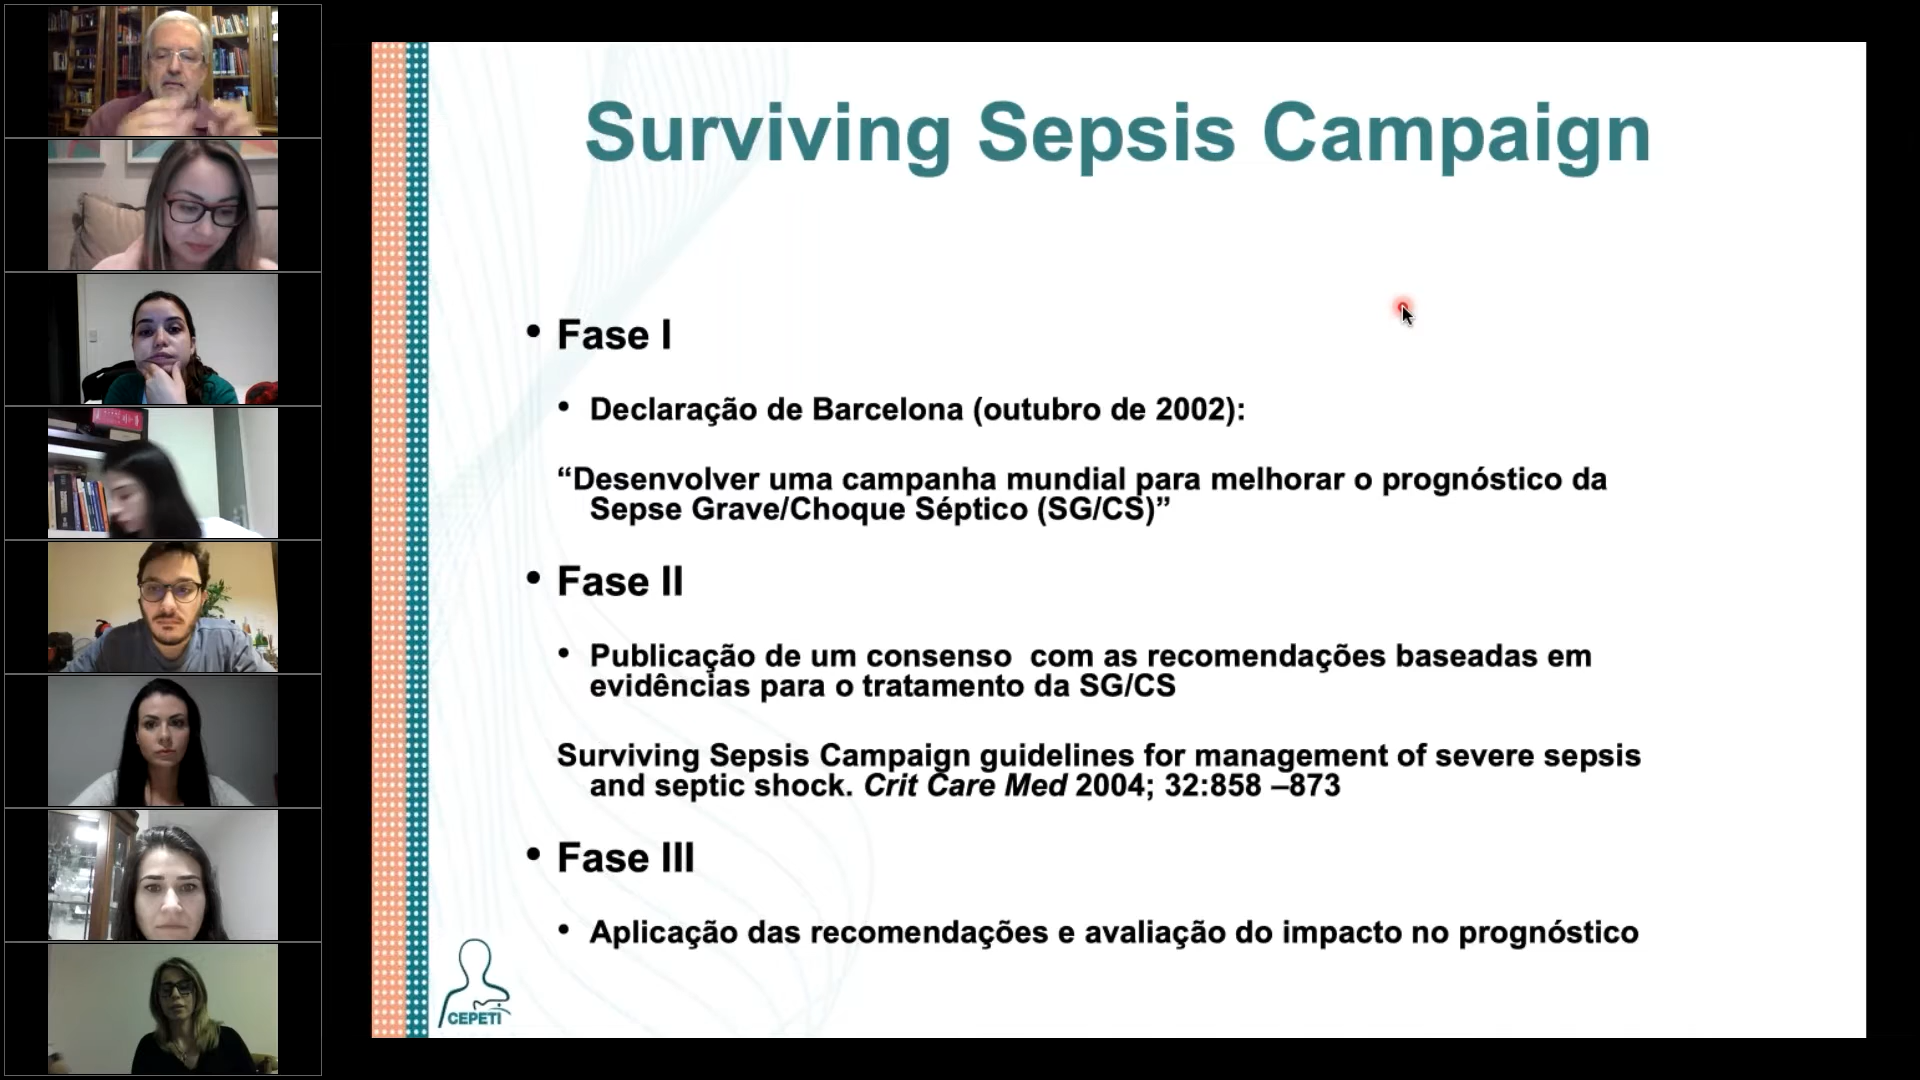 Surviving Sepsis Campaign
• Fase I
• Declaração de Barcelona (outubro de 2002):
“Desenvolver uma campanha mundial para melhorar o prognóstico da
Sepse Grave/Choque Séptico (SG/CS)”
• Fase II
• Publicação de um consenso  com as recomendações baseadas em
evidências para o tratamento da SG/CS
Surviving Sepsis Campaign guidelines for management of severe sepsis
and septic shock. Crit Care Med 2004; 32:858 –873
• Fase III
• Aplicação das recomendações e avaliação do impacto no prognóstico
CEPETI